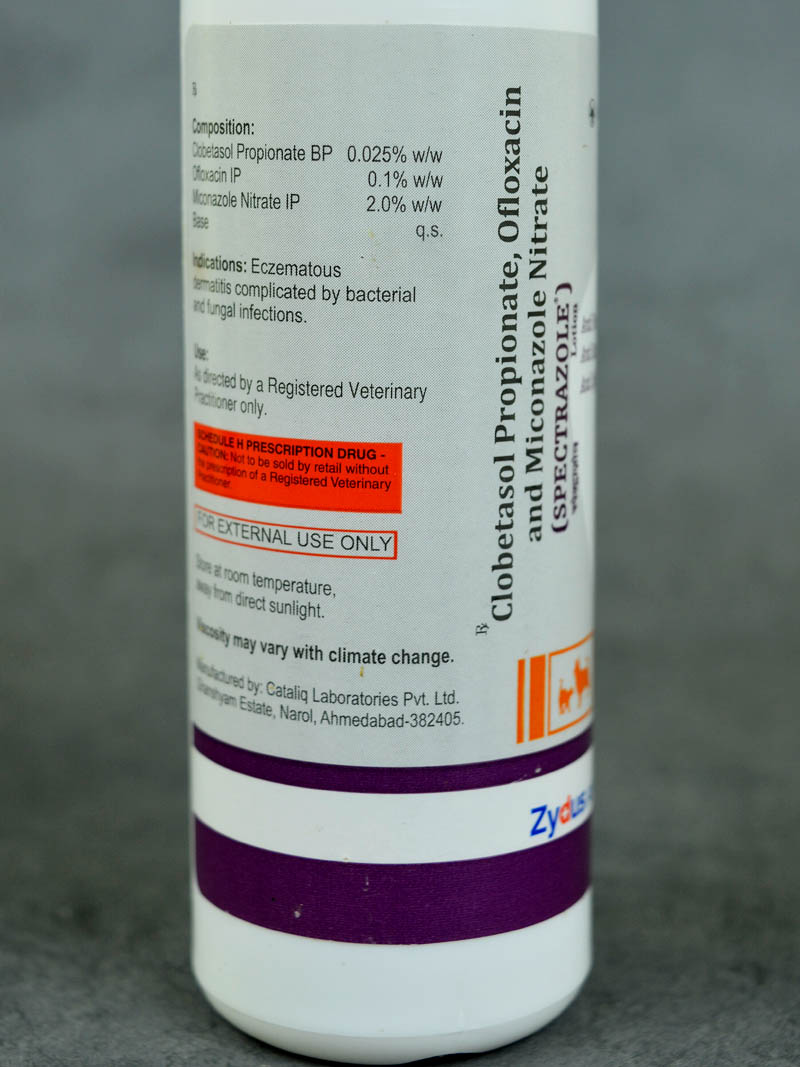 Composition:
Clobetasol Propionate BP 0.025% w/w
Ofloxacin IP 0.1% w/w
Miconazole Nitrate IP 2.0% w/w
Base q.s.
Indications: Eczematous
dermatitis complicated by bacterial
and fungal infections.
Use:
As directed by a Registered Veterinary
Practitioner only.
SCHEDULE H PRESCRIPTION DRUG -
CAUTION: Not to be sold by retail without
the prescription of a Registered Veterinary
Practitioner.
FOR EXTERNAL USE ONLY
Store at room temperature,
away from direct sunlight.
Viscosity may vary with climate change.
Manufactured by: Cataliq Laboratories Pvt. Ltd.
Ghanshyam Estate, Narol, Ahmedabad-382405.
Rx Clobetasol Propionate, Ofloxacin
and Miconazole Nitrate
(SPECTRAZOLE®)
Lotion
स्पेक्ट्राज़ोल
Zydus